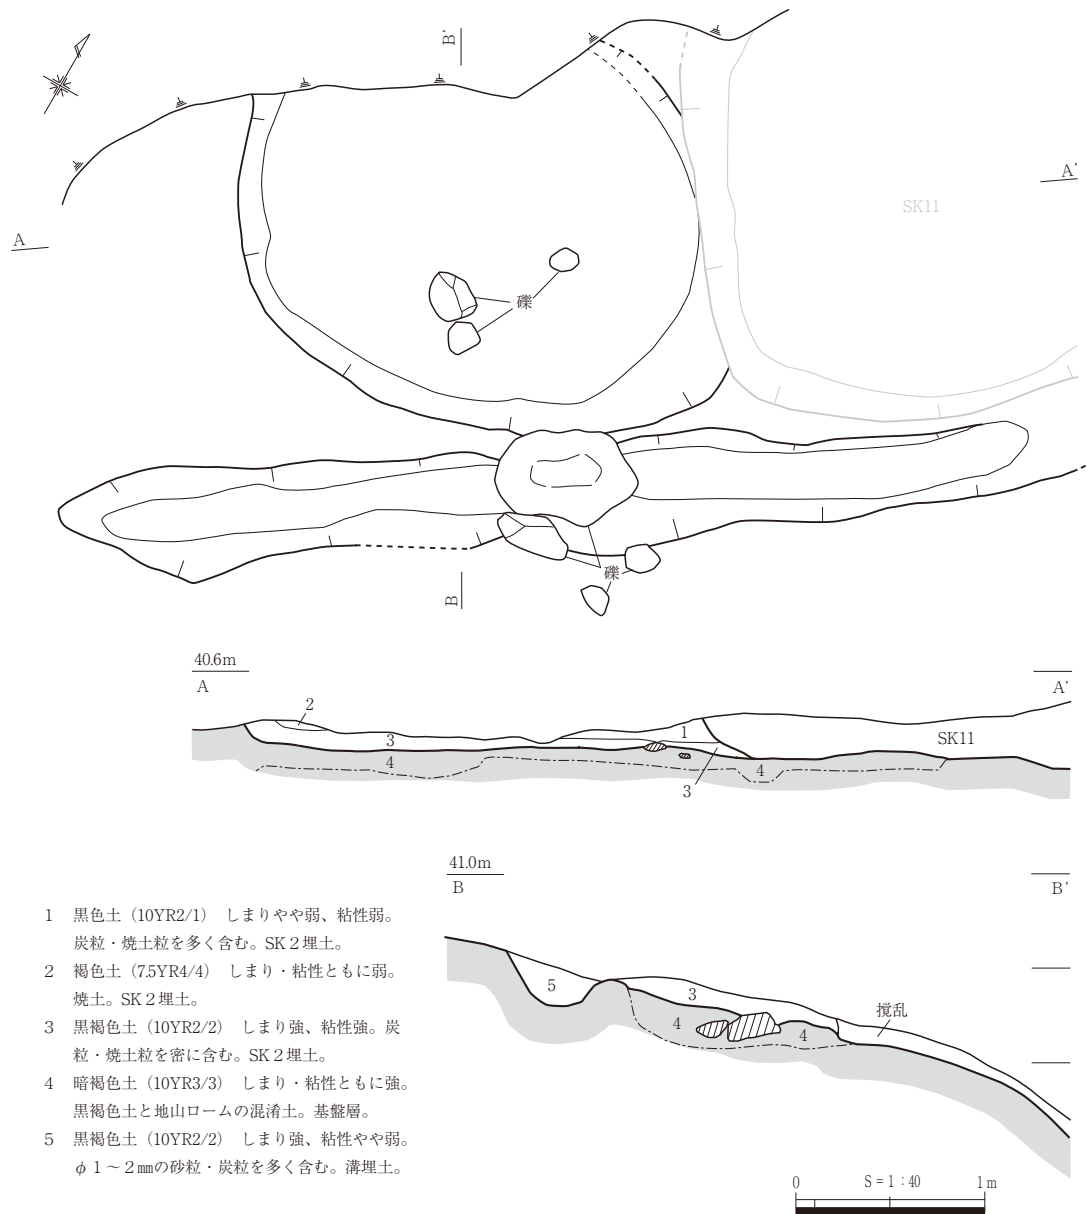 B’
A’
A
SK11
礫
礫
B
40.6m
A
A’
2
1
3
SK11
4
4
3
41.0m
B
B’
5
3
4
4
撹乱
1　黒色土（10YR2/1）　しまりやや弱、粘性弱。
炭粒・焼土粒を多く含む。SK２埋土。
2　褐色土（7.5YR4/4）　しまり・粘性ともに弱。
焼土。SK２埋土。
3　黒褐色土（10YR2/2）　しまり強、粘性強。炭
粒・焼土粒を密に含む。SK２埋土。
4　暗褐色土（10YR3/3）　しまり・粘性ともに強。
黒褐色土と地山ロームの混淆土。基盤層。
5　黒褐色土（10YR2/2）　しまり強、粘性やや弱。
φ１～２㎜の砂粒・炭粒を多く含む。溝埋土。
0　S＝1：40　1m